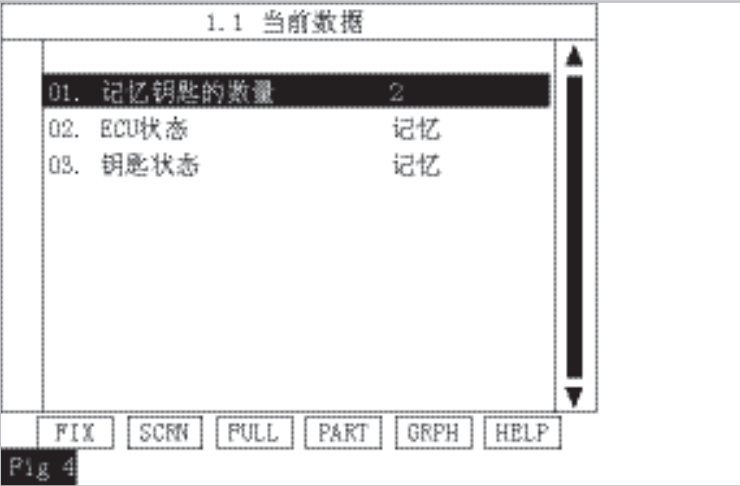 1.1 当前数据
01. 记忆钥匙的数量 2
02. ECU状态 记忆
03. 钥匙状态 记忆
FIX SCRN FULL PART GRPH HELP
Fig 4